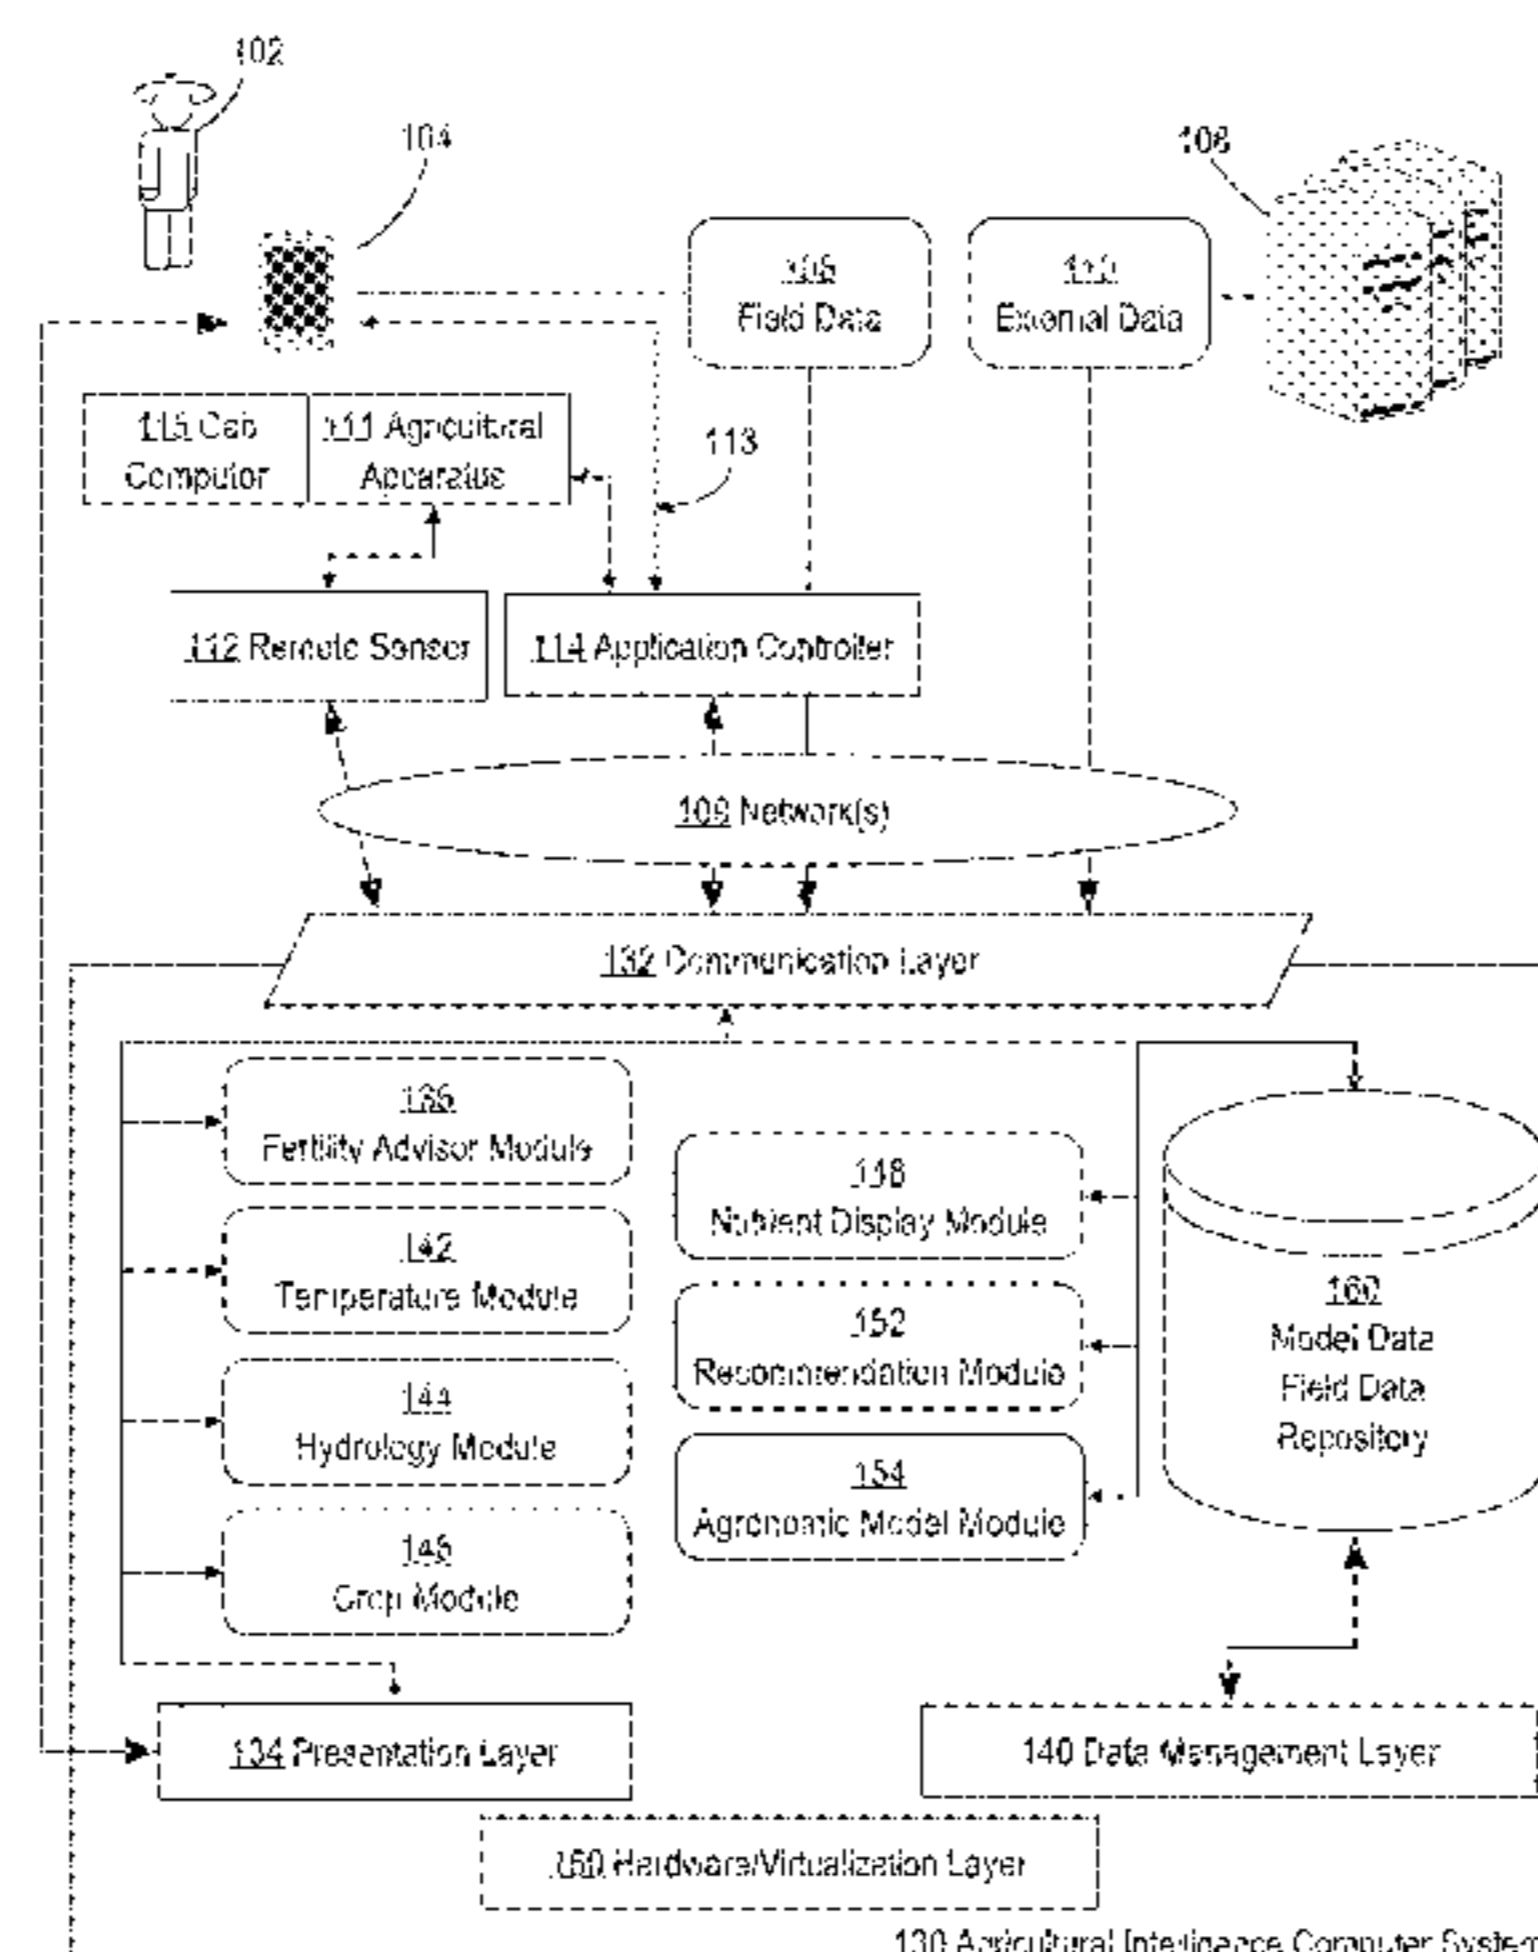 102
104
108
106
Field Data
110
External Data
115 Cab
Computer
111 Agricultural
Apparatus
113
112 Remote Sensor
114 Application Controller
109 Network(s)
132 Communication Layer
Fertility Advisor Module
148
Nutrient Display Module
142
Temperature Module
152
Recommendation Module
160
Model Data
Field Data
Repository
144
Hydrology Module
154
Agronomic Model Module
146
Crop Module
134 Presentation Layer
140 Data Management Layer
150 Hardware/Virtualization Layer
130 Agricultural Intelligence Computer System